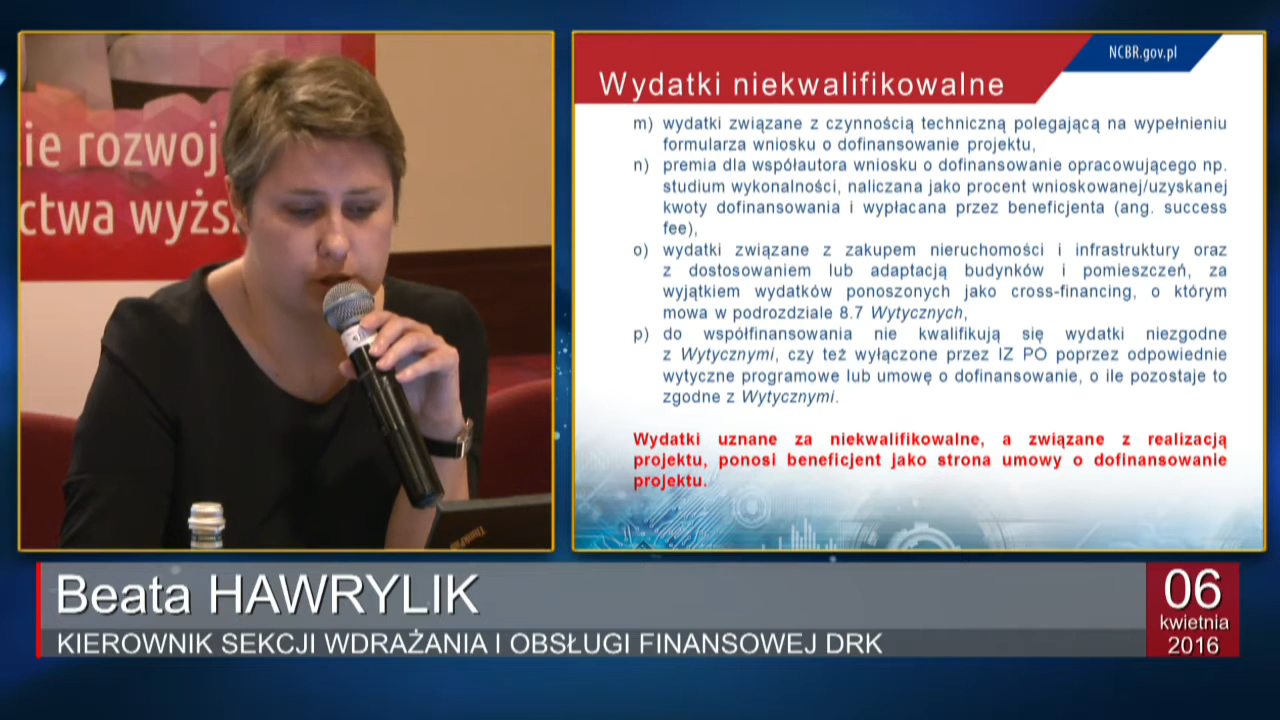 ie rozwoj
ctwa wyżs
NCBR.gov.pl
Wydatki niekwalifikowalne
m) wydatki związane z czynnością techniczną polegającą na wypełnieniu
formularza wniosku o dofinansowanie projektu,
n) premia dla współautora wniosku o dofinansowanie opracowującego np.
studium wykonalności, naliczana jako procent wnioskowanej/uzyskanej
kwoty dofinansowania i wypłacana przez beneficjenta (ang. success
fee),
o) wydatki związane z zakupem nieruchomości i infrastruktury oraz
z dostosowaniem lub adaptacją budynków i pomieszczeń, za
wyjątkiem wydatków ponoszonych jako cross-financing, o którym
mowa w podrozdziale 8.7 Wytycznych,
p) do współfinansowania nie kwalifikują się wydatki niezgodne
z Wytycznymi, czy też wyłączone przez IZ PO poprzez odpowiednie
wytyczne programowe lub umowę o dofinansowanie, o ile pozostaje to
zgodne z Wytycznymi.
Wydatki uznane za niekwalifikowalne, a związane z realizacją
projektu, ponosi beneficjent jako strona umowy o dofinansowanie
projektu.
Beata HAWRYLIK
KIEROWNIK SEKCJI WDRAŻANIA I OBSŁUGI FINANSOWEJ DRK
06
kwietnia
2016